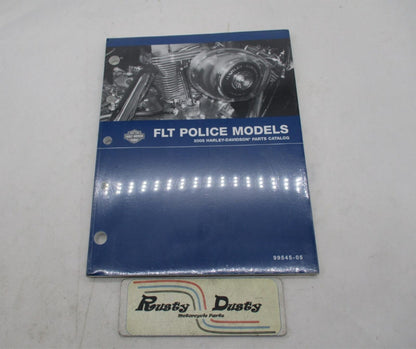 FLT POLICE MODELS
2005 HARLEY-DAVIDSON® PARTS CATALOG
99545-05
Rusty Dusty
Motorcycle Parts